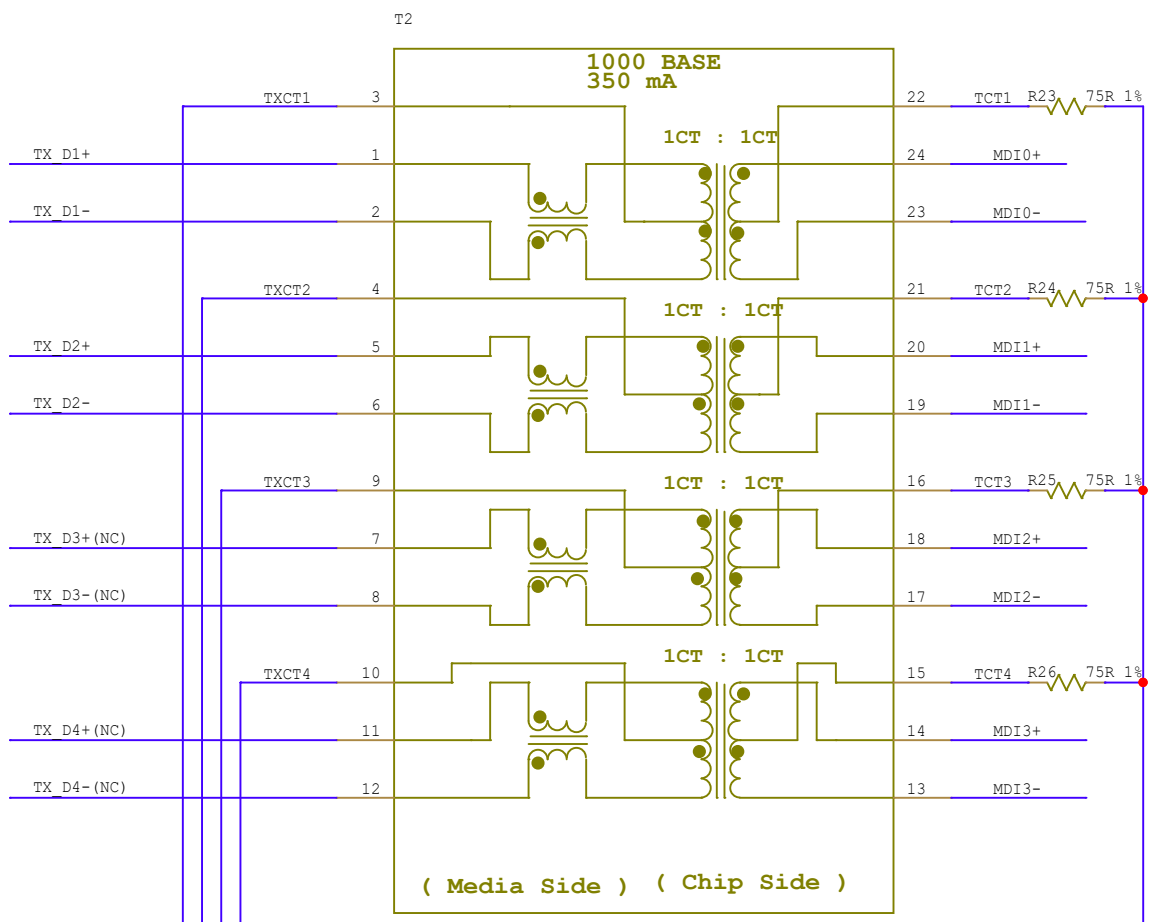 T2
1000 BASE
350 mA
TXCT1 3 22 TCT1 R23 75R 1%
1CT : 1CT
TX_D1+ 1 24 MDI0+
TX_D1- 2 23 MDI0-
TXCT2 4 21 TCT2 R24 75R 1%
1CT : 1CT
TX_D2+ 5 20 MDI1+
TX_D2- 6 19 MDI1-
TXCT3 9 1CT : 1CT 16 TCT3 R25 75R 1%
TX_D3+(NC) 7 18 MDI2+
TX_D3-(NC) 8 17 MDI2-
1CT : 1CT
TXCT4 10 15 TCT4 R26 75R 1%
TX_D4+(NC) 11 14 MDI3+
TX_D4-(NC) 12 13 MDI3-
( Media Side ) ( Chip Side )